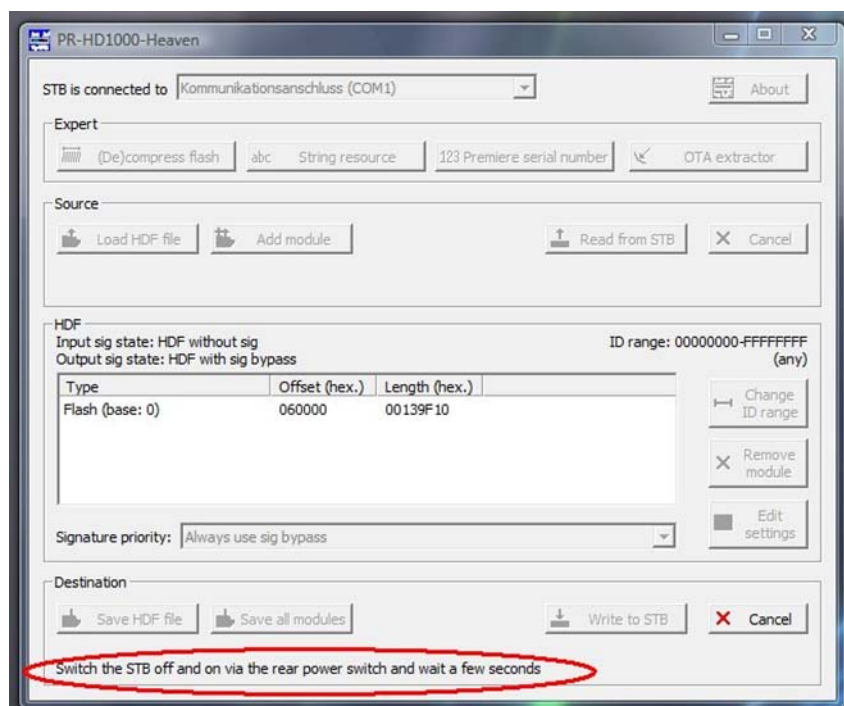 PR-HD1000-Heaven
STB is connected to Kommunikationsanschluss (COM1) About
Expert
(De)compress flash abc String resource 123 Premiere serial number OTA extractor
Source
Load HDF file Add module Read from STB Cancel
HDF
Input sig state: HDF without sig ID range: 00000000-FFFFFFFF
Output sig state: HDF with sig bypass (any)
Type Offset (hex.) Length (hex.)
Flash (base: 0) 060000 00139F10
Change
ID range
Remove
module
Edit
settings
Signature priority: Always use sig bypass
Destination
Save HDF file Save all modules Write to STB Cancel
Switch the STB off and on via the rear power switch and wait a few seconds